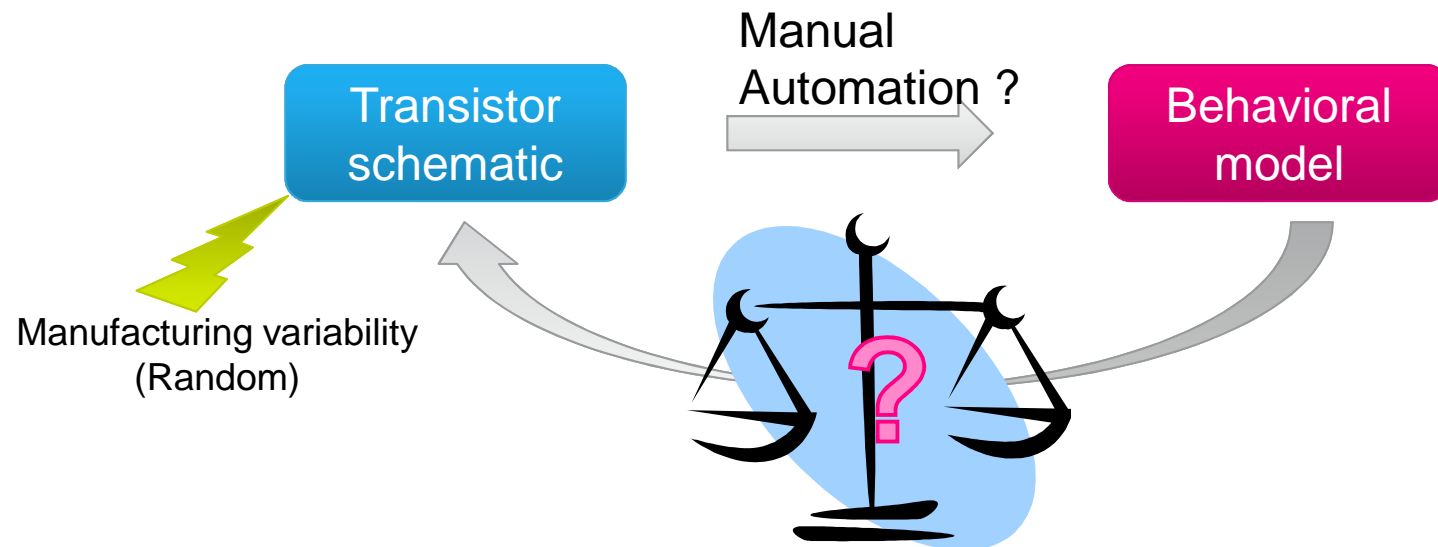 Manual
Automation ?
Transistor
schematic
Behavioral
model
Manufacturing variability
(Random)
?